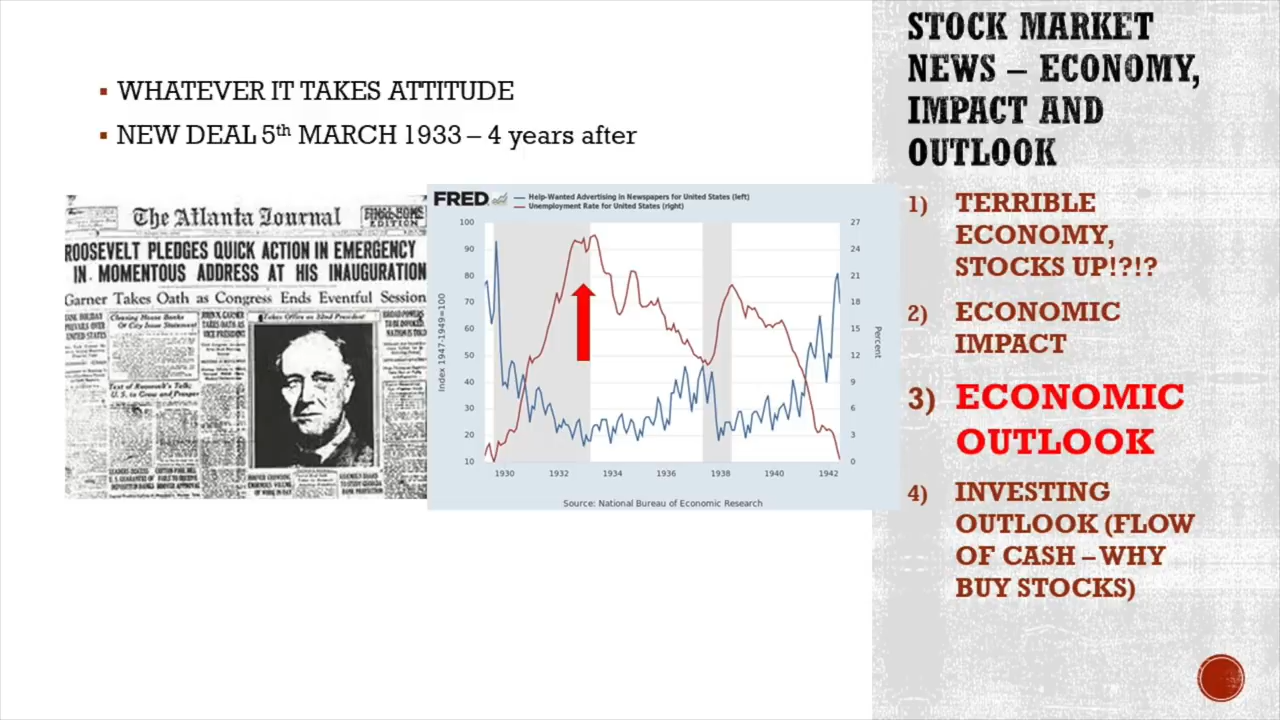 WHATEVER IT TAKES ATTITUDE
NEW DEAL 5th MARCH 1933 – 4 years after
The Atlanta Journal
EDITION
ROOSEVELT PLEDGES QUICK ACTION IN EMERGENCY
IN MOMENTOUS ADDRESS AT HIS INAUGURATION
Garner Takes Oath as Congress Ends Eventful Session
Takes Office as 32nd President
FRED
Help-Wanted Advertising in Newspapers for United States (left)
Unemployment Rate for United States (right)
100
90
80
70
60
50
40
30
20
10
Index 1947-1949=100
27
24
21
18
15
12
9
6
3
0
Percent
1930 1932 1934 1936 1938 1940 1942
Source: National Bureau of Economic Research
STOCK MARKET
NEWS – ECONOMY,
IMPACT AND
OUTLOOK
1) TERRIBLE
ECONOMY,
STOCKS UP!?!?
2) ECONOMIC
IMPACT
3) ECONOMIC
OUTLOOK
4) INVESTING
OUTLOOK (FLOW
OF CASH – WHY
BUY STOCKS)